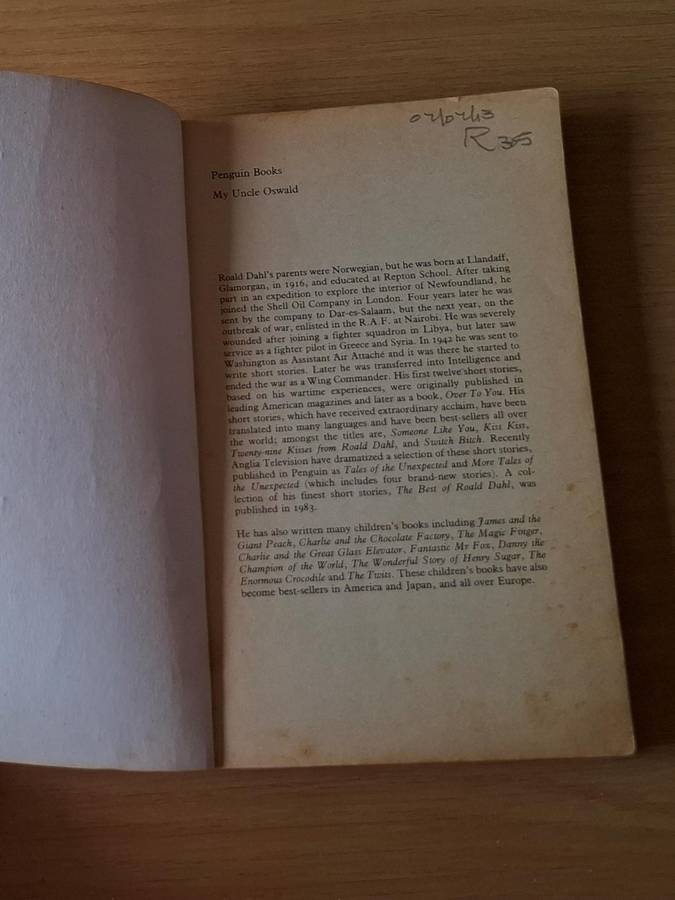 07/07/13
R 35
Penguin Books
My Uncle Oswald
Roald Dahl's parents were Norwegian, but he was born at Llandaff,
Glamorgan, in 1916, and educated at Repton School. After taking
part in an expedition to explore the interior of Newfoundland, he
joined the Shell Oil Company in London. Four years later he was
sent by the company to Dar-es-Salaam, but the next year, on the
outbreak of war, enlisted in the R.A.F. at Nairobi. He was severely
wounded after joining a fighter squadron in Libya, but later saw
service as a fighter pilot in Greece and Syria. In 1942 he was sent to
Washington as Assistant Air Attaché and it was there he started to
write short stories. Later he was transferred into Intelligence and
ended the war as a Wing Commander. His first twelve short stories,
based on his wartime experiences, were originally published in
leading American magazines and later as a book, Over To You. His
short stories, which have received extraordinary acclaim, have been
translated into many languages and have been best-sellers all over
the world; amongst the titles are, Someone Like You, Kiss Kiss,
Twenty-nine Kisses from Roald Dahl, and Switch Bitch. Recently
Anglia Television have dramatized a selection of these short stories,
published in Penguin as Tales of the Unexpected and More Tales of
the Unexpected (which includes four brand-new stories). A col-
lection of his finest short stories, The Best of Roald Dahl, was
published in 1983.
He has also written many children's books including James and the
Giant Peach, Charlie and the Chocolate Factory, The Magic Finger,
Charlie and the Great Glass Elevator, Fantastic Mr Fox, Danny the
Champion of the World, The Wonderful Story of Henry Sugar, The
Enormous Crocodile and The Twits. These children's books have also
become best-sellers in America and Japan, and all over Europe.